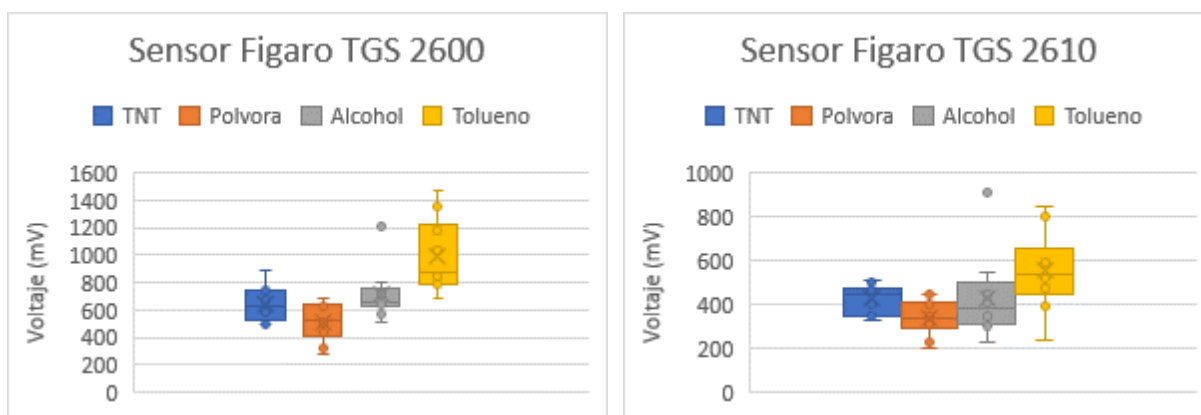 Sensor Figaro TGS 2600
TNT Polvora Alcohol Tolueno
Voltaje (mV)
1600
1400
1200
1000
800
600
400
200
0
Sensor Figaro TGS 2610
TNT Polvora Alcohol Tolueno
Voltaje (mV)
1000
800
600
400
200
0